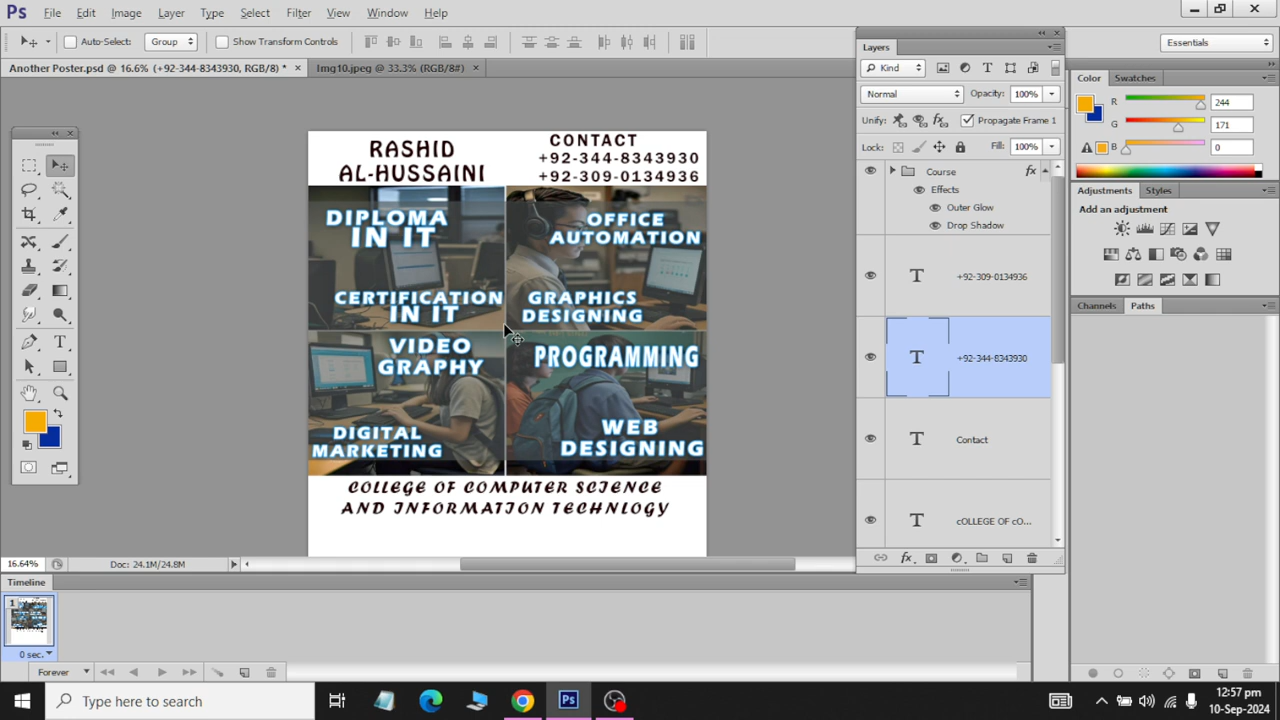 Ps File Edit Image Layer Type Select Filter View Window Help
Auto-Select: Group Show Transform Controls Essentials
Another Poster.psd @ 16.6% (+92-344-8343930, RGB/8) * × Img10.jpeg @ 33.3% (RGB/8#) ×
RASHID
AL-HUSSAINI
CONTACT
+92-344-8343930
+92-309-0134936
DIPLOMA
IN IT
OFFICE
AUTOMATION
CERTIFICATION
IN IT
GRAPHICS
DESIGNING
VIDEO
GRAPHY
PROGRAMMING
DIGITAL
MARKETING
WEB
DESIGNING
COLLEGE OF COMPUTER SCIENCE
AND INFORMATION TECHNLOGY
Layers
Kind
Normal Opacity: 100%
Unify: Propagate Frame 1
Lock: Fill: 100%
Course fx
Effects
Outer Glow
Drop Shadow
T +92-309-0134936
T +92-344-8343930
T Contact
T cOLLEGE OF cO...
fx
Color Swatches
R 244
G 171
B 0
Adjustments Styles
Add an adjustment
Channels Paths
16.64% Doc: 24.1M/24.8M
Timeline
1
0 sec.
Forever
Type here to search
Ps
12:57 pm
10-Sep-2024